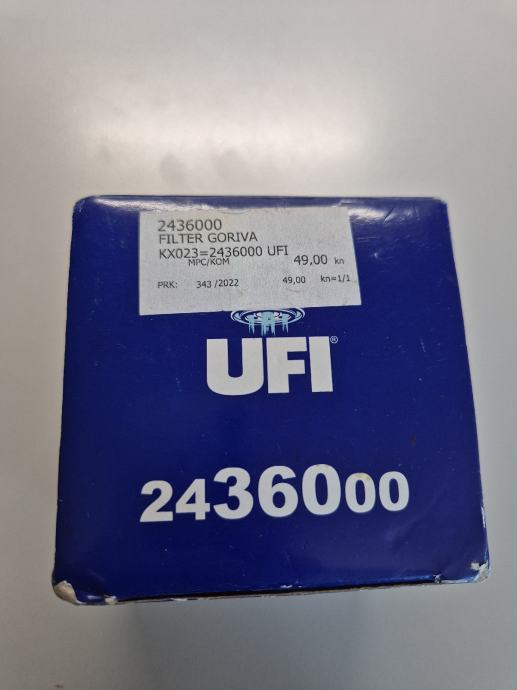 2436000
FILTER GORIVA
KX023=2436000 UFI
MPC/KOM 49,00 kn
PRK: 343 /2022 49,00 kn=1/1
UFI®
2436000